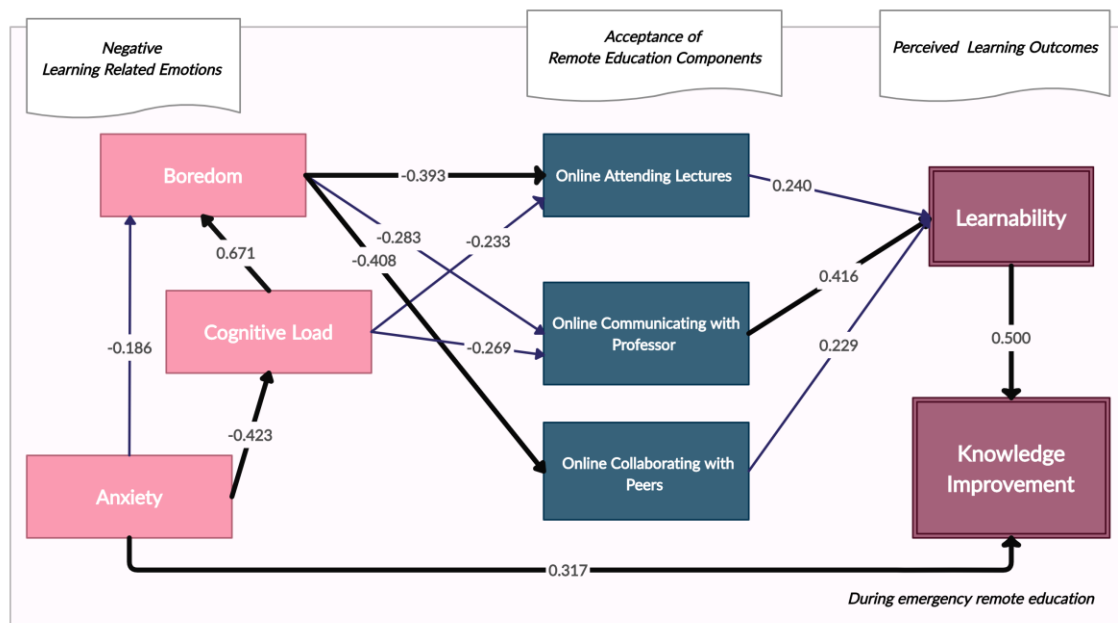 Negative
Learning Related Emotions
Acceptance of
Remote Education Components
Perceived Learning Outcomes
Boredom
-0.393
Online Attending Lectures
0.240
Learnability
-0.283
-0.233
-0.408
0.671
0.416
Cognitive Load
Online Communicating with
Professor
-0.186
-0.269
0.229
0.500
-0.423
Anxiety
Online Collaborating with
Peers
Knowledge
Improvement
0.317
During emergency remote education